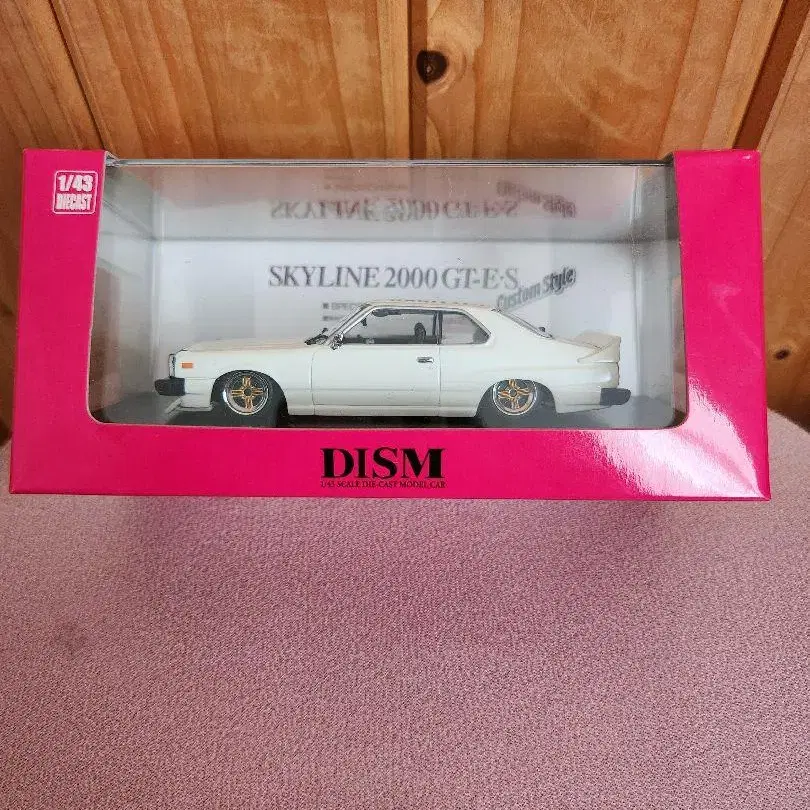 1/43
DIECAST
SKYLINE 2000 GT-E·S
Custom Style
DISM
1/43 SCALE DIE-CAST MODEL CAR